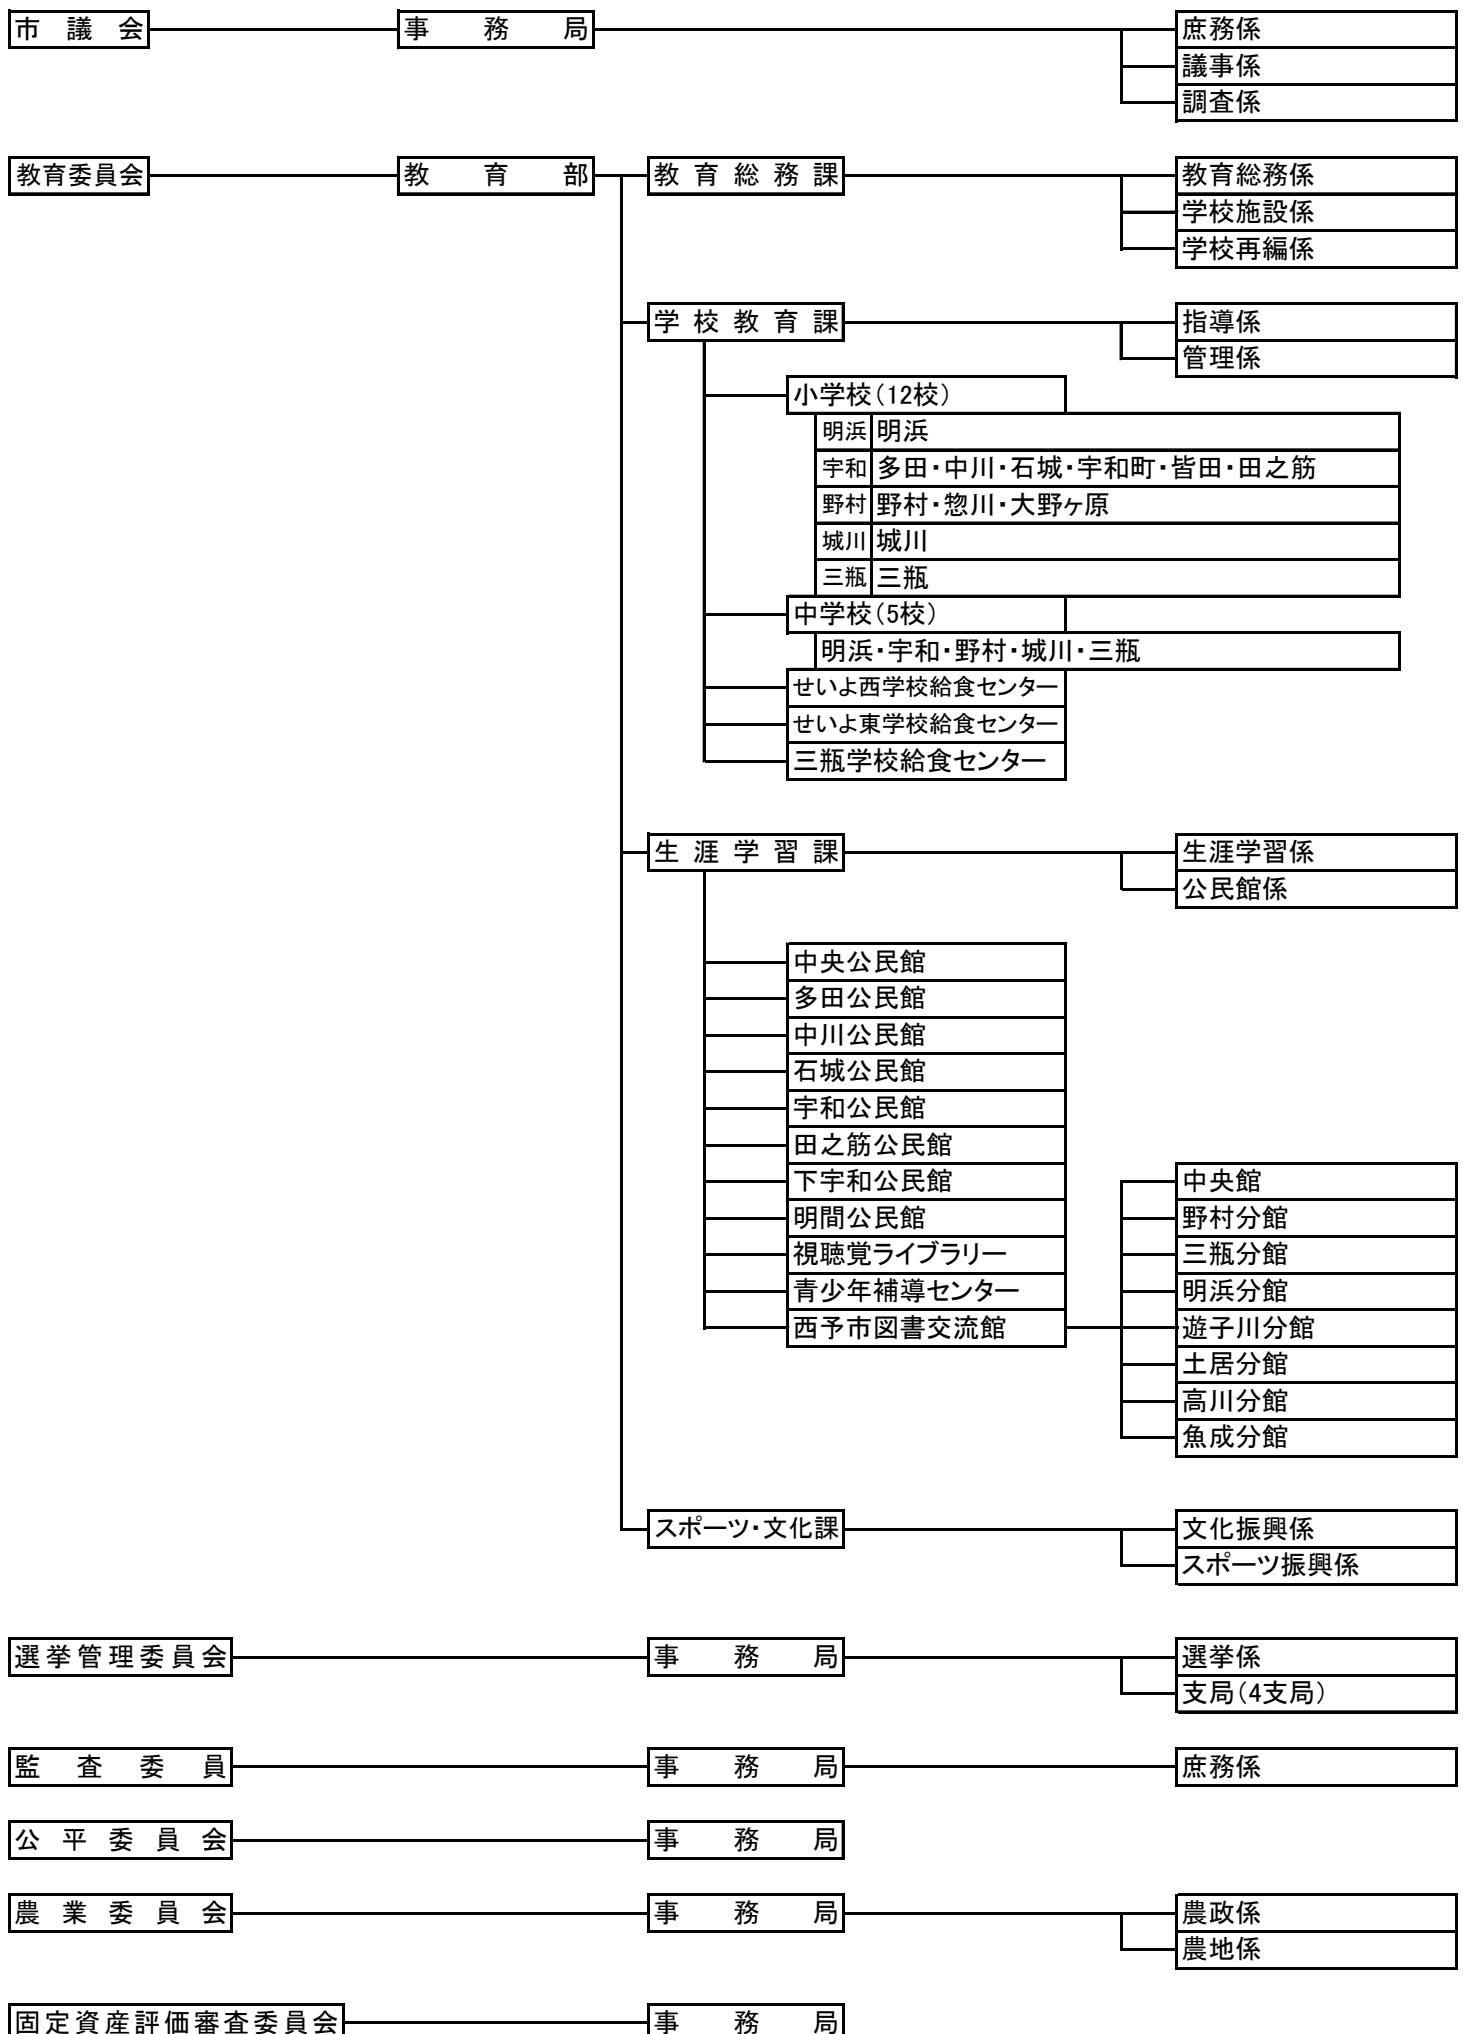 市議会 事務局 庶務係
議事係
調査係
教育委員会 教育部 教育総務課 教育総務係
学校施設係
学校再編係
学校教育課 指導係
管理係
小学校(12校)
明浜 明浜
宇和 多田・中川・石城・宇和町・皆田・田之筋
野村 野村・惣川・大野ヶ原
城川 城川
三瓶 三瓶
中学校(5校)
明浜・宇和・野村・城川・三瓶
せいよ西学校給食センター
せいよ東学校給食センター
三瓶学校給食センター
生涯学習課 生涯学習係
公民館係
中央公民館
多田公民館
中川公民館
石城公民館
宇和公民館
田之筋公民館
下宇和公民館 中央館
明間公民館 野村分館
視聴覚ライブラリー 三瓶分館
青少年補導センター 明浜分館
西予市図書交流館 遊子川分館
土居分館
高川分館
魚成分館
スポーツ・文化課 文化振興係
スポーツ振興係
選挙管理委員会 事務局 選挙係
支局(4支局)
監査委員 事務局 庶務係
公平委員会 事務局
農業委員会 事務局 農政係
農地係
固定資産評価審査委員会 事務局